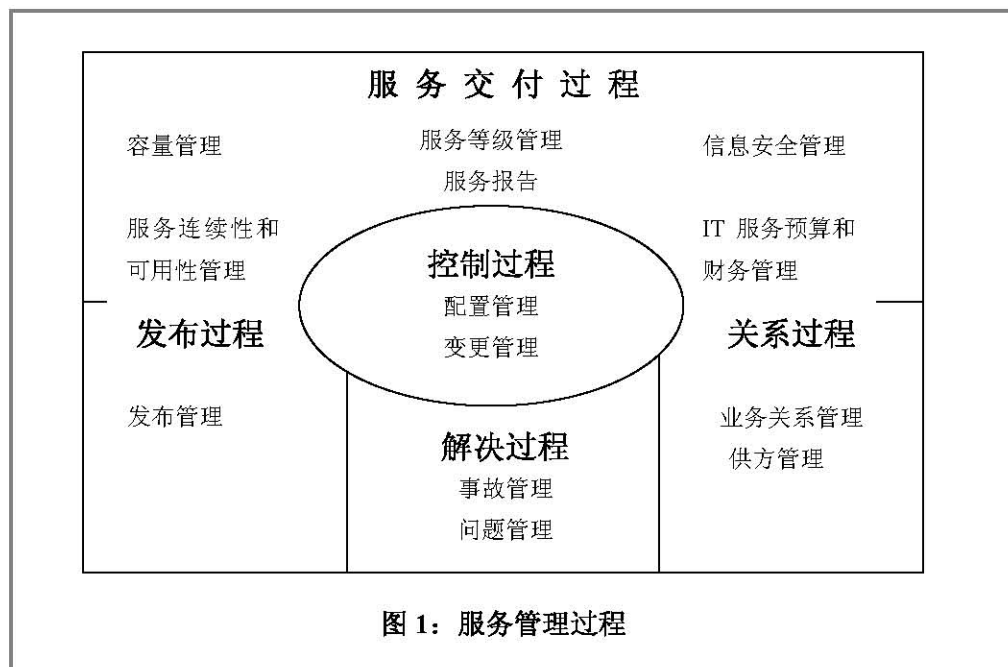 服务交付过程
容量管理
服务等级管理
信息安全管理
服务报告
服务连续性和
可用性管理
IT 服务预算和
财务管理
控制过程
配置管理
变更管理
发布过程
关系过程
发布管理
业务关系管理
供方管理
解决过程
事故管理
问题管理
图 1：服务管理过程